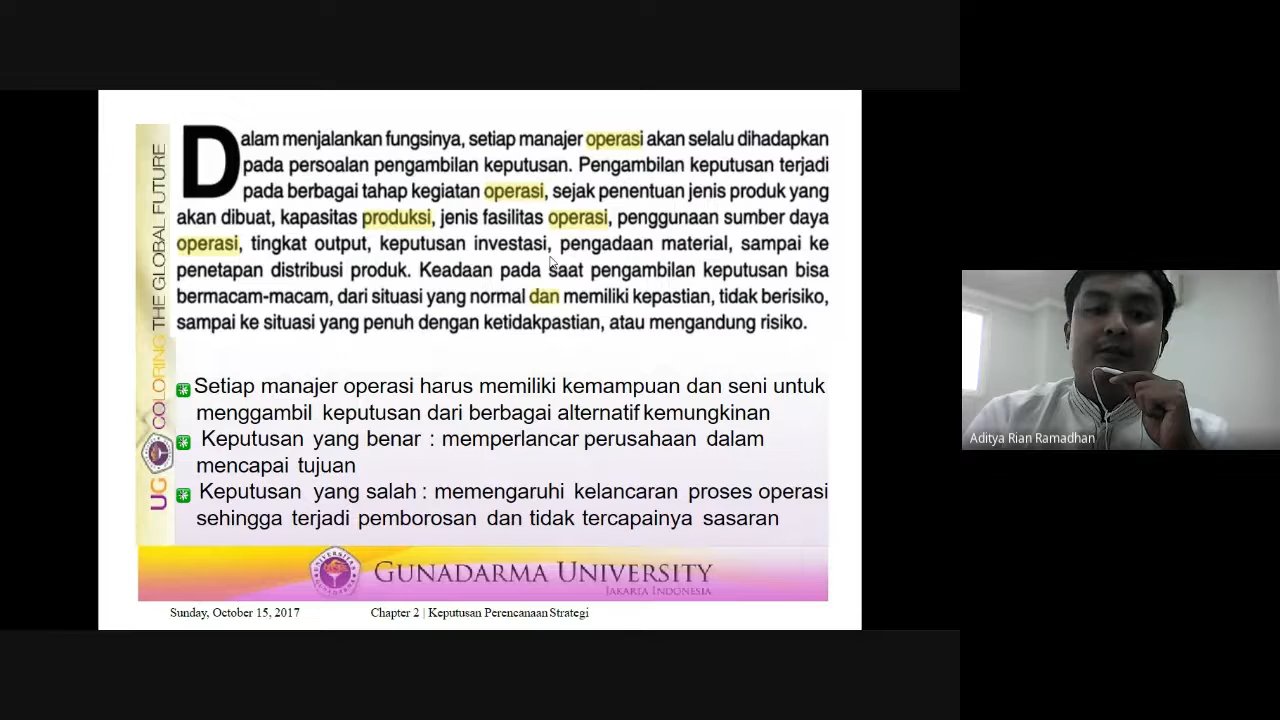 Dalam menjalankan fungsinya, setiap manajer operasi akan selalu dihadapkan
pada persoalan pengambilan keputusan. Pengambilan keputusan terjadi
pada berbagai tahap kegiatan operasi, sejak penentuan jenis produk yang
akan dibuat, kapasitas produksi, jenis fasilitas operasi, penggunaan sumber daya
operasi, tingkat output, keputusan investasi, pengadaan material, sampai ke
penetapan distribusi produk. Keadaan pada saat pengambilan keputusan bisa
bermacam-macam, dari situasi yang normal dan memiliki kepastian, tidak berisiko,
sampai ke situasi yang penuh dengan ketidakpastian, atau mengandung risiko.
Setiap manajer operasi harus memiliki kemampuan dan seni untuk
menggambil keputusan dari berbagai alternatif kemungkinan
Keputusan yang benar : memperlancar perusahaan dalam
mencapai tujuan
Keputusan yang salah : memengaruhi kelancaran proses operasi
sehingga terjadi pemborosan dan tidak tercapainya sasaran
UG COLORING THE GLOBAL FUTURE
GUNADARMA UNIVERSITY
JAKARTA INDONESIA
Sunday, October 15, 2017
Chapter 2 | Keputusan Perencanaan Strategi
Aditya Rian Ramadhan